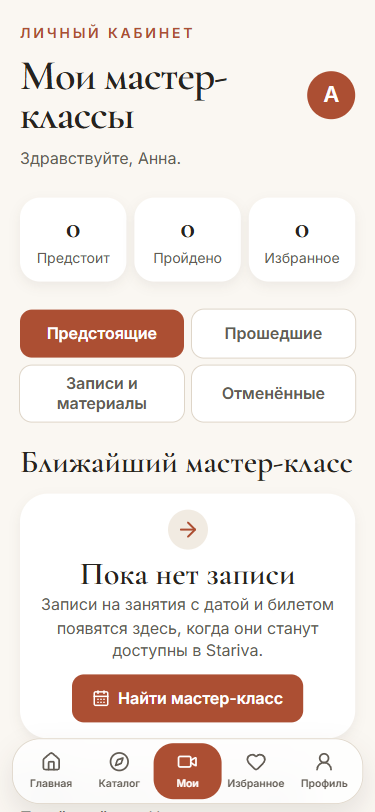 ЛИЧНЫЙ КАБИНЕТ
Мои мастер-
классы
А
Здравствуйте, Анна.
0
0
0
Предстоит
Пройдено
Избранное
Предстоящие
Прошедшие
Записи и
материалы
Отменённые
Ближайший мастер-класс
Пока нет записи
Записи на занятия с датой и билетом
появятся здесь, когда они станут
доступны в Stariva.
Найти мастер-класс
Главная
Каталог
Мои
Избранное
Профиль